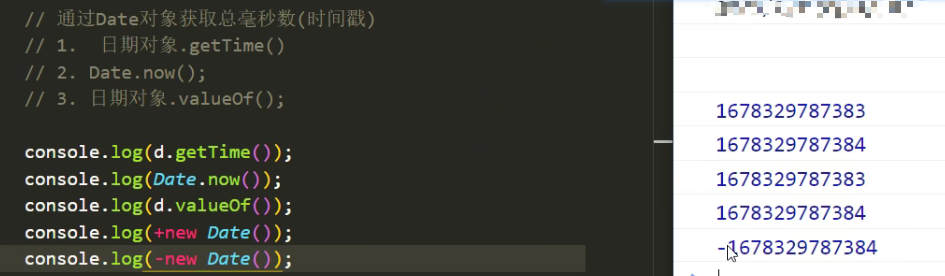 // 通过Date对象获取总毫秒数(时间戳)
// 1.  日期对象.getTime()
// 2. Date.now();
// 3. 日期对象.valueOf();
console.log(d.getTime());
console.log(Date.now());
console.log(d.valueOf());
console.log(+new Date());
console.log(-new Date());
1678329787383
1678329787384
1678329787383
1678329787384
-1678329787384